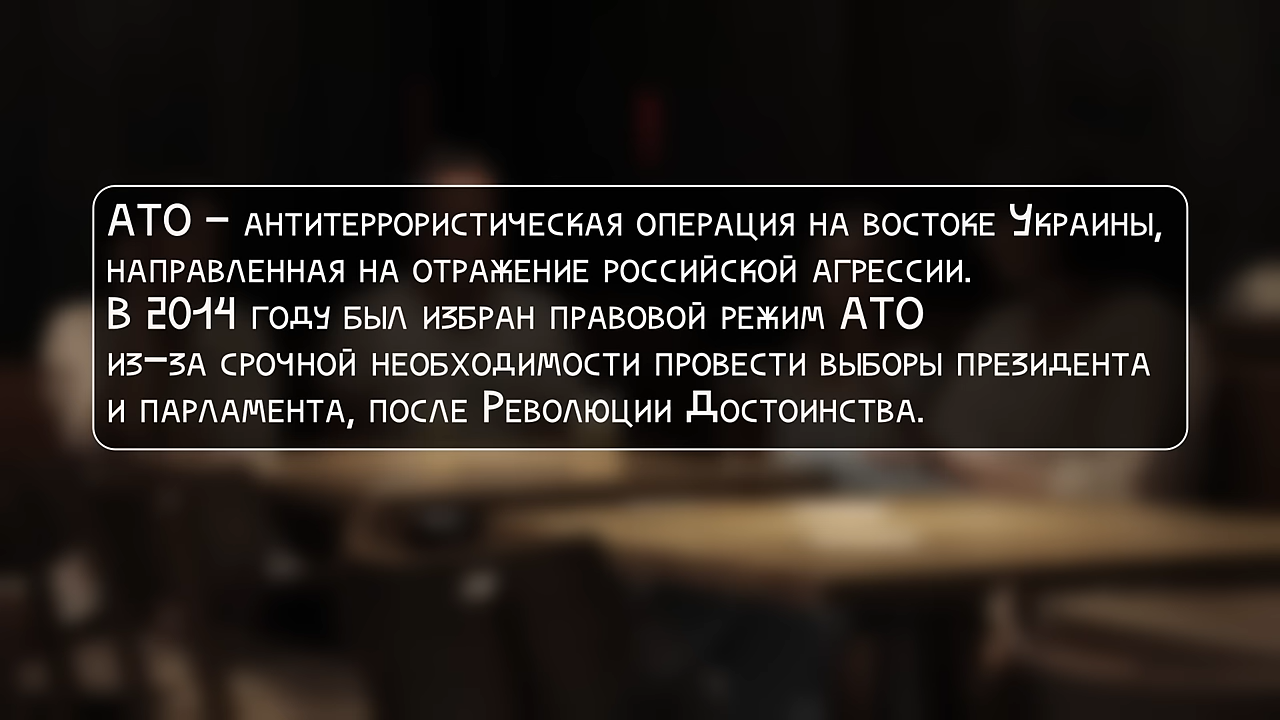 АТО – антитеррористическая операция на востоке Украины,
направленная на отражение российской агрессии.
В 2014 году был избран правовой режим АТО
из-за срочной необходимости провести выборы президента
и парламента, после Революции Достоинства.